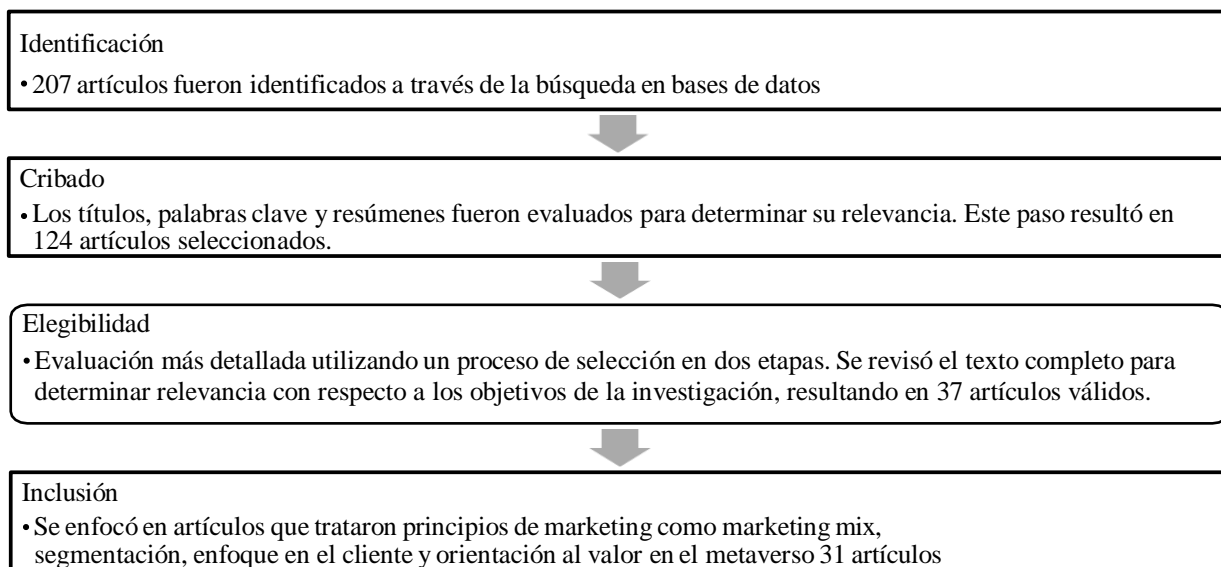 Identificación
• 207 artículos fueron identificados a través de la búsqueda en bases de datos
Cribado
• Los títulos, palabras clave y resúmenes fueron evaluados para determinar su relevancia. Este paso resultó en
124 artículos seleccionados.
Elegibilidad
• Evaluación más detallada utilizando un proceso de selección en dos etapas. Se revisó el texto completo para
determinar relevancia con respecto a los objetivos de la investigación, resultando en 37 artículos válidos.
Inclusión
• Se enfocó en artículos que trataron principios de marketing como marketing mix,
segmentación, enfoque en el cliente y orientación al valor en el metaverso 31 artículos